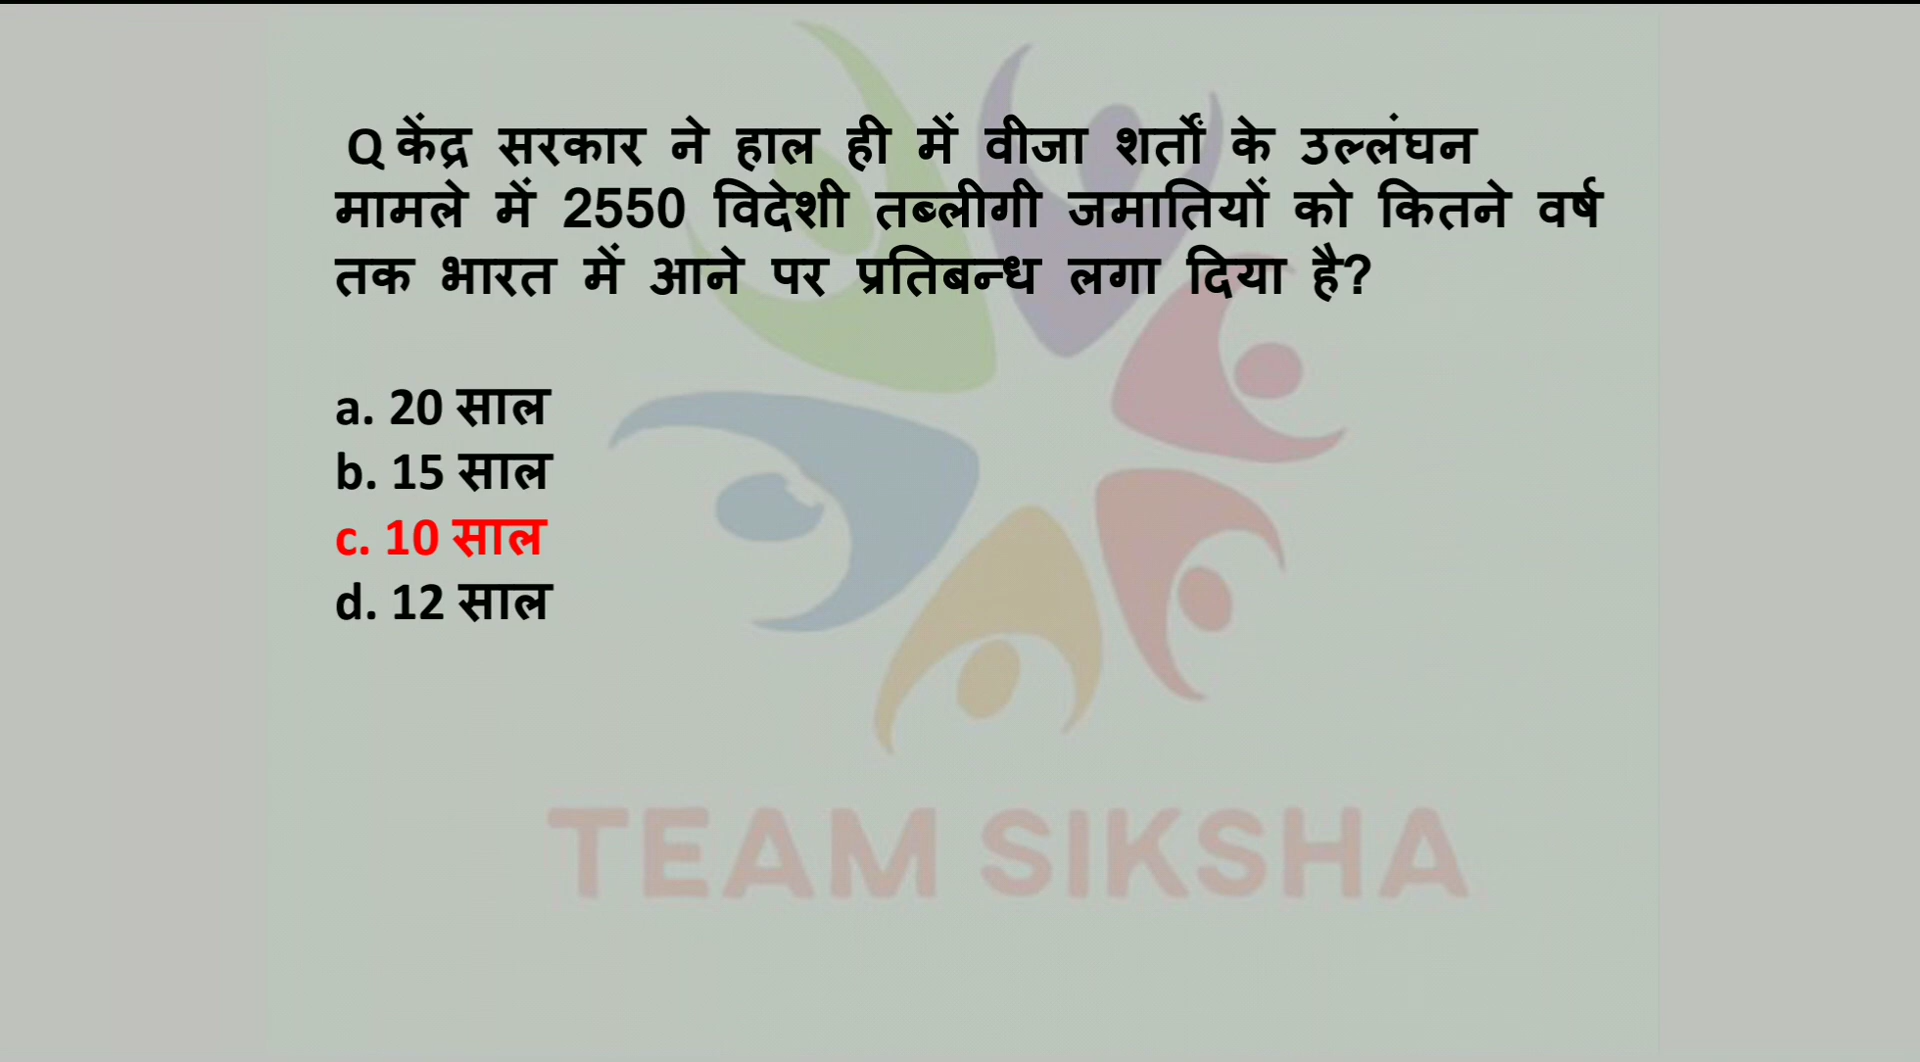 Q केंद्र सरकार ने हाल ही में वीजा शर्तों के उल्लंघन
मामले में 2550 विदेशी तब्लीगी जमातियों को कितने वर्ष
तक भारत में आने पर प्रतिबन्ध लगा दिया है?
a. 20 साल
b. 15 साल
c. 10 साल
d. 12 साल
TEAM SIKSHA